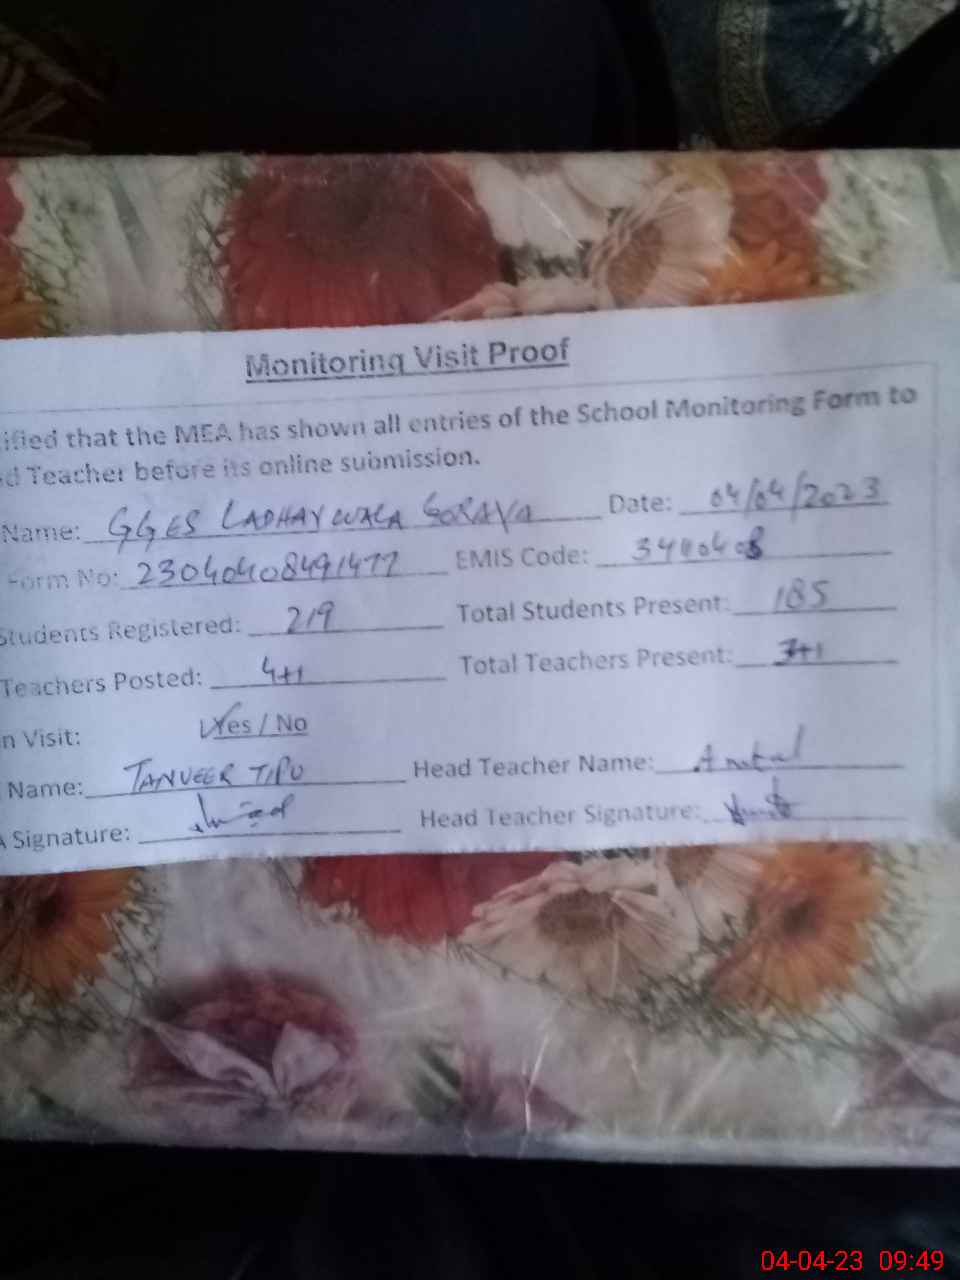 Monitoring Visit Proof
ified that the MEA has shown all entries of the School Monitoring Form to
d Teacher before its online submission.
Name: GGES LADHAYWALA GORAYA Date: 04/04/2023
Form No: 23040408491477 EMIS Code:
Students Registered: 219 Total Students Present: 185
Teachers Posted: 4+1 Total Teachers Present: 3+1
n Visit: Yes / No
Name: TANVEER TIPU Head Teacher Name:
A Signature: Head Teacher Signature:
04-04-23 09:49